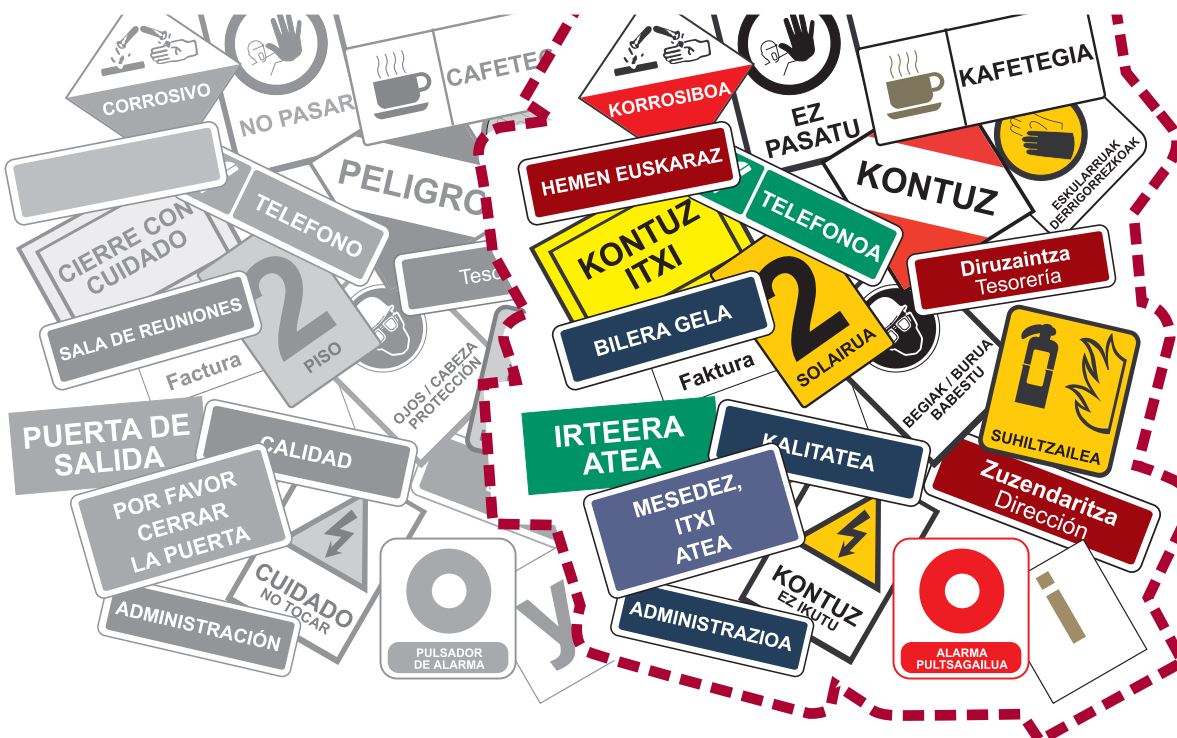 CORROSIVO
NO PASAR
CAFETE
PELIGRO
TELEFONO
CIERRE CON
CUIDADO
SALA DE REUNIONES
2
PISO
Factura
OJOS / CABEZA
PROTECCIÓN
PUERTA DE
SALIDA
CALIDAD
POR FAVOR
CERRAR
LA PUERTA
CUIDADO
NO TOCAR
ADMINISTRACIÓN
PULSADOR
DE ALARMA
y
KORROSIBOA
EZ
PASATU
KAFETEGIA
HEMEN EUSKARAZ
TELEFONOA
KONTUZ
ESKULARRUAK
DERRIGORREZKOAK
KONTUZ
ITXI
Diruzaintza
Tesorería
BILERA GELA
2
SOLAIRUA
Faktura
BEGIAK / BURUA
BABESTU
SUHILTZAILEA
IRTEERA
ATEA
KALITATEA
Zuzendaritza
Dirección
MESEDEZ,
ITXI
ATEA
KONTUZ
EZ IKUTU
ADMINISTRAZIOA
ALARMA
PULTSAGAILUA
i